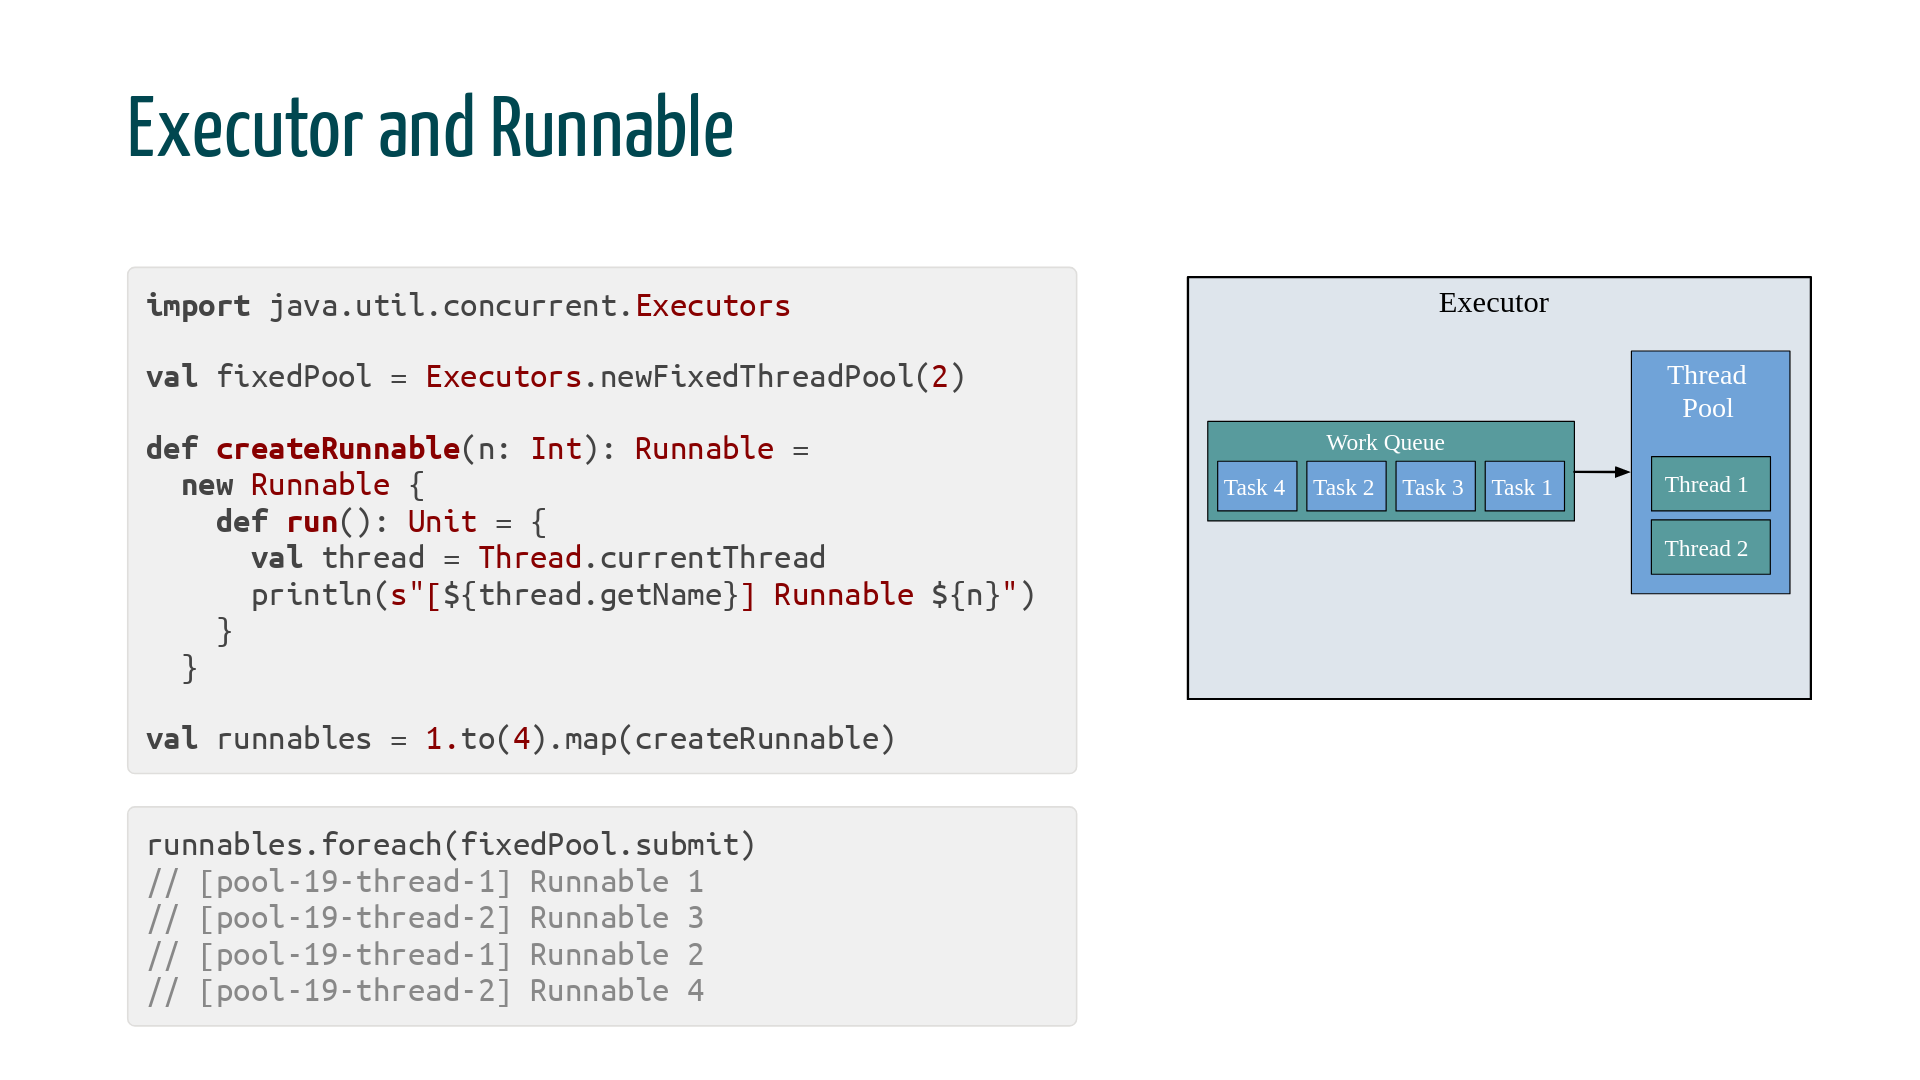 Executor and Runnable
import java.util.concurrent.Executors
val fixedPool = Executors.newFixedThreadPool(2)
def createRunnable(n: Int): Runnable =
  new Runnable {
    def run(): Unit = {
      val thread = Thread.currentThread
      println(s"[${thread.getName}] Runnable ${n}")
    }
  }
val runnables = 1.to(4).map(createRunnable)
runnables.foreach(fixedPool.submit)
// [pool-19-thread-1] Runnable 1
// [pool-19-thread-2] Runnable 3
// [pool-19-thread-1] Runnable 2
// [pool-19-thread-2] Runnable 4
Executor
Work Queue
Task 4 Task 2 Task 3 Task 1
Thread
Pool
Thread 1
Thread 2